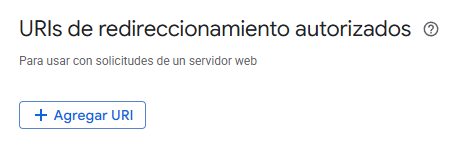 URIs de redireccionamiento autorizados
Para usar con solicitudes de un servidor web
+ Agregar URI